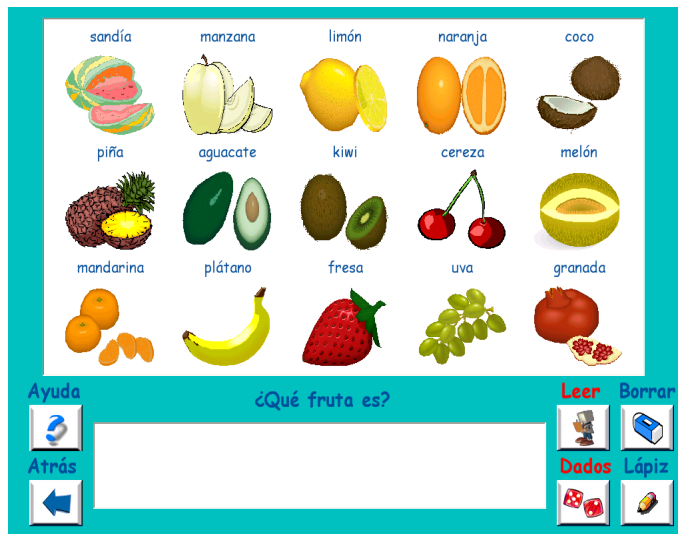 sandía manzana limón naranja coco
piña aguacate kiwi cereza melón
mandarina plátano fresa uva granada
Ayuda ¿Qué fruta es? Leer Borrar
Atrás Dados Lápiz